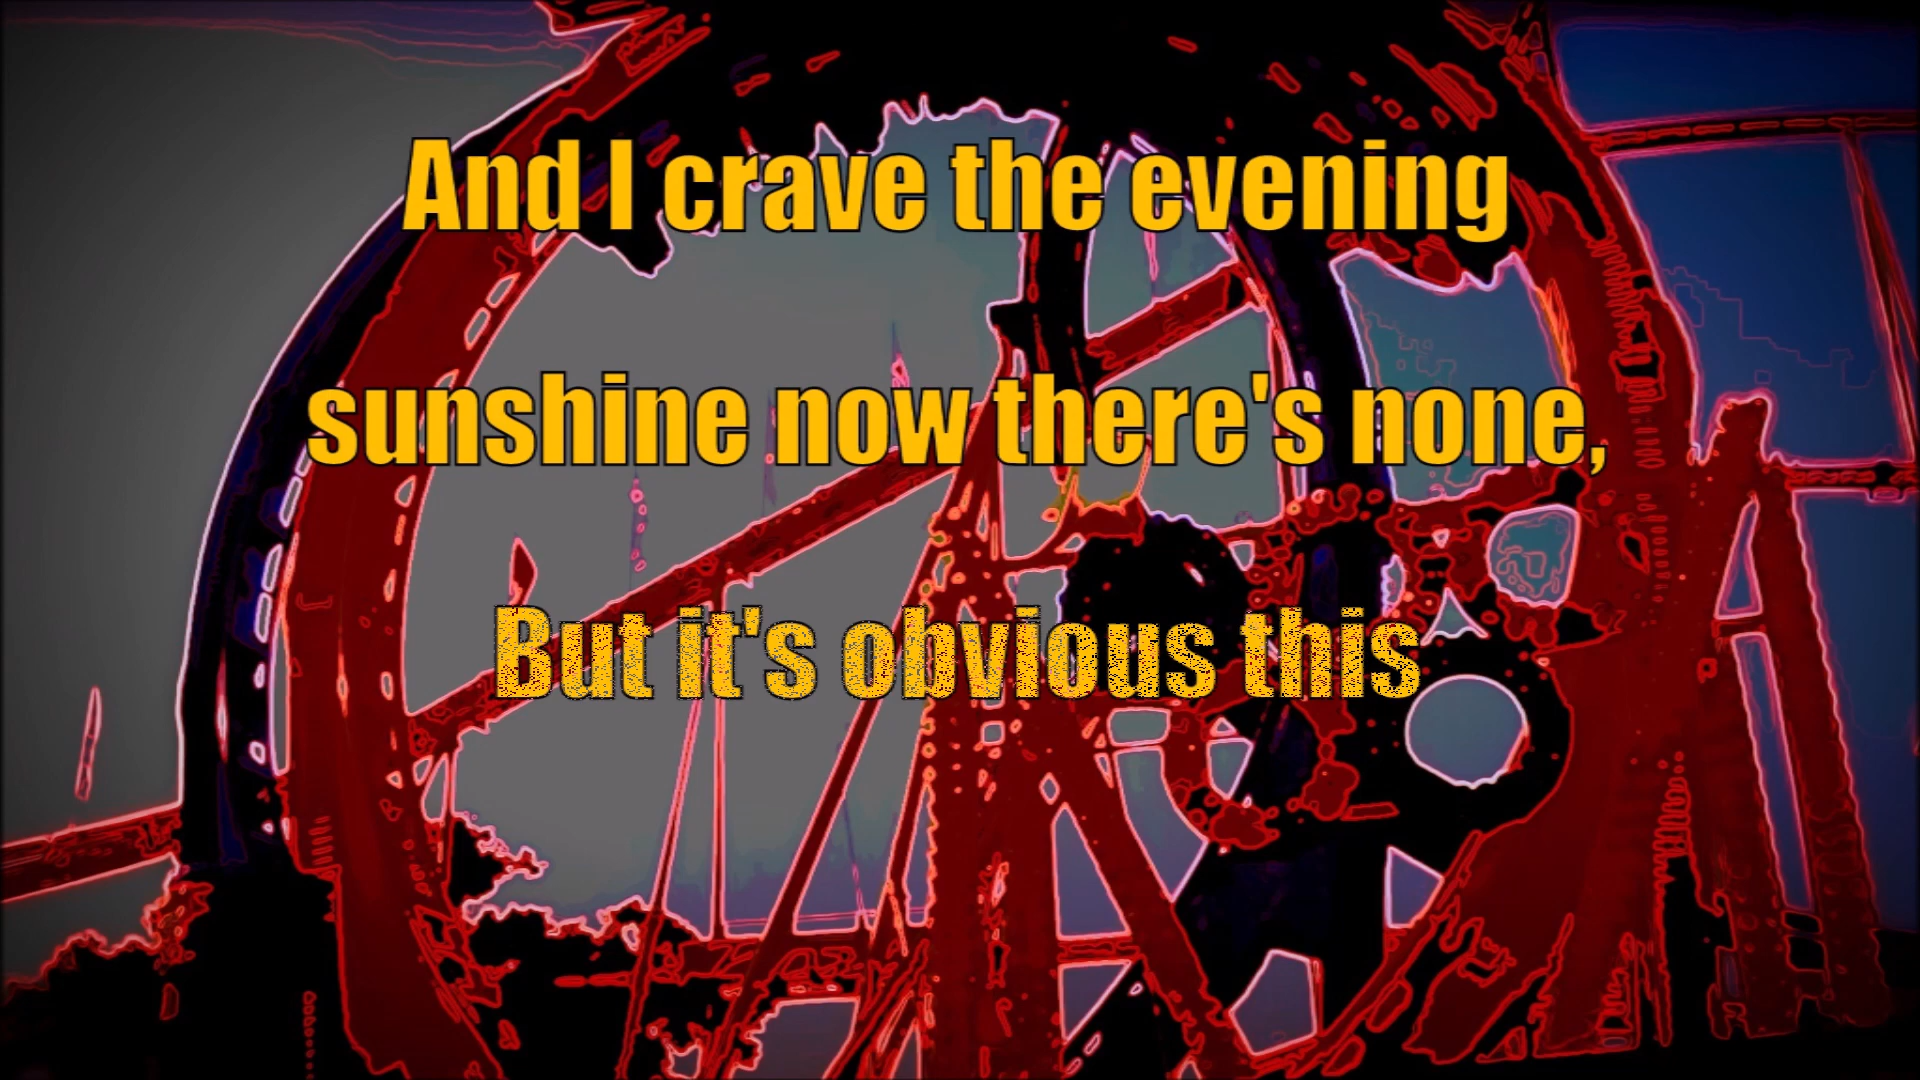 And I crave the evening
sunshine now there's none,
But it's obvious this